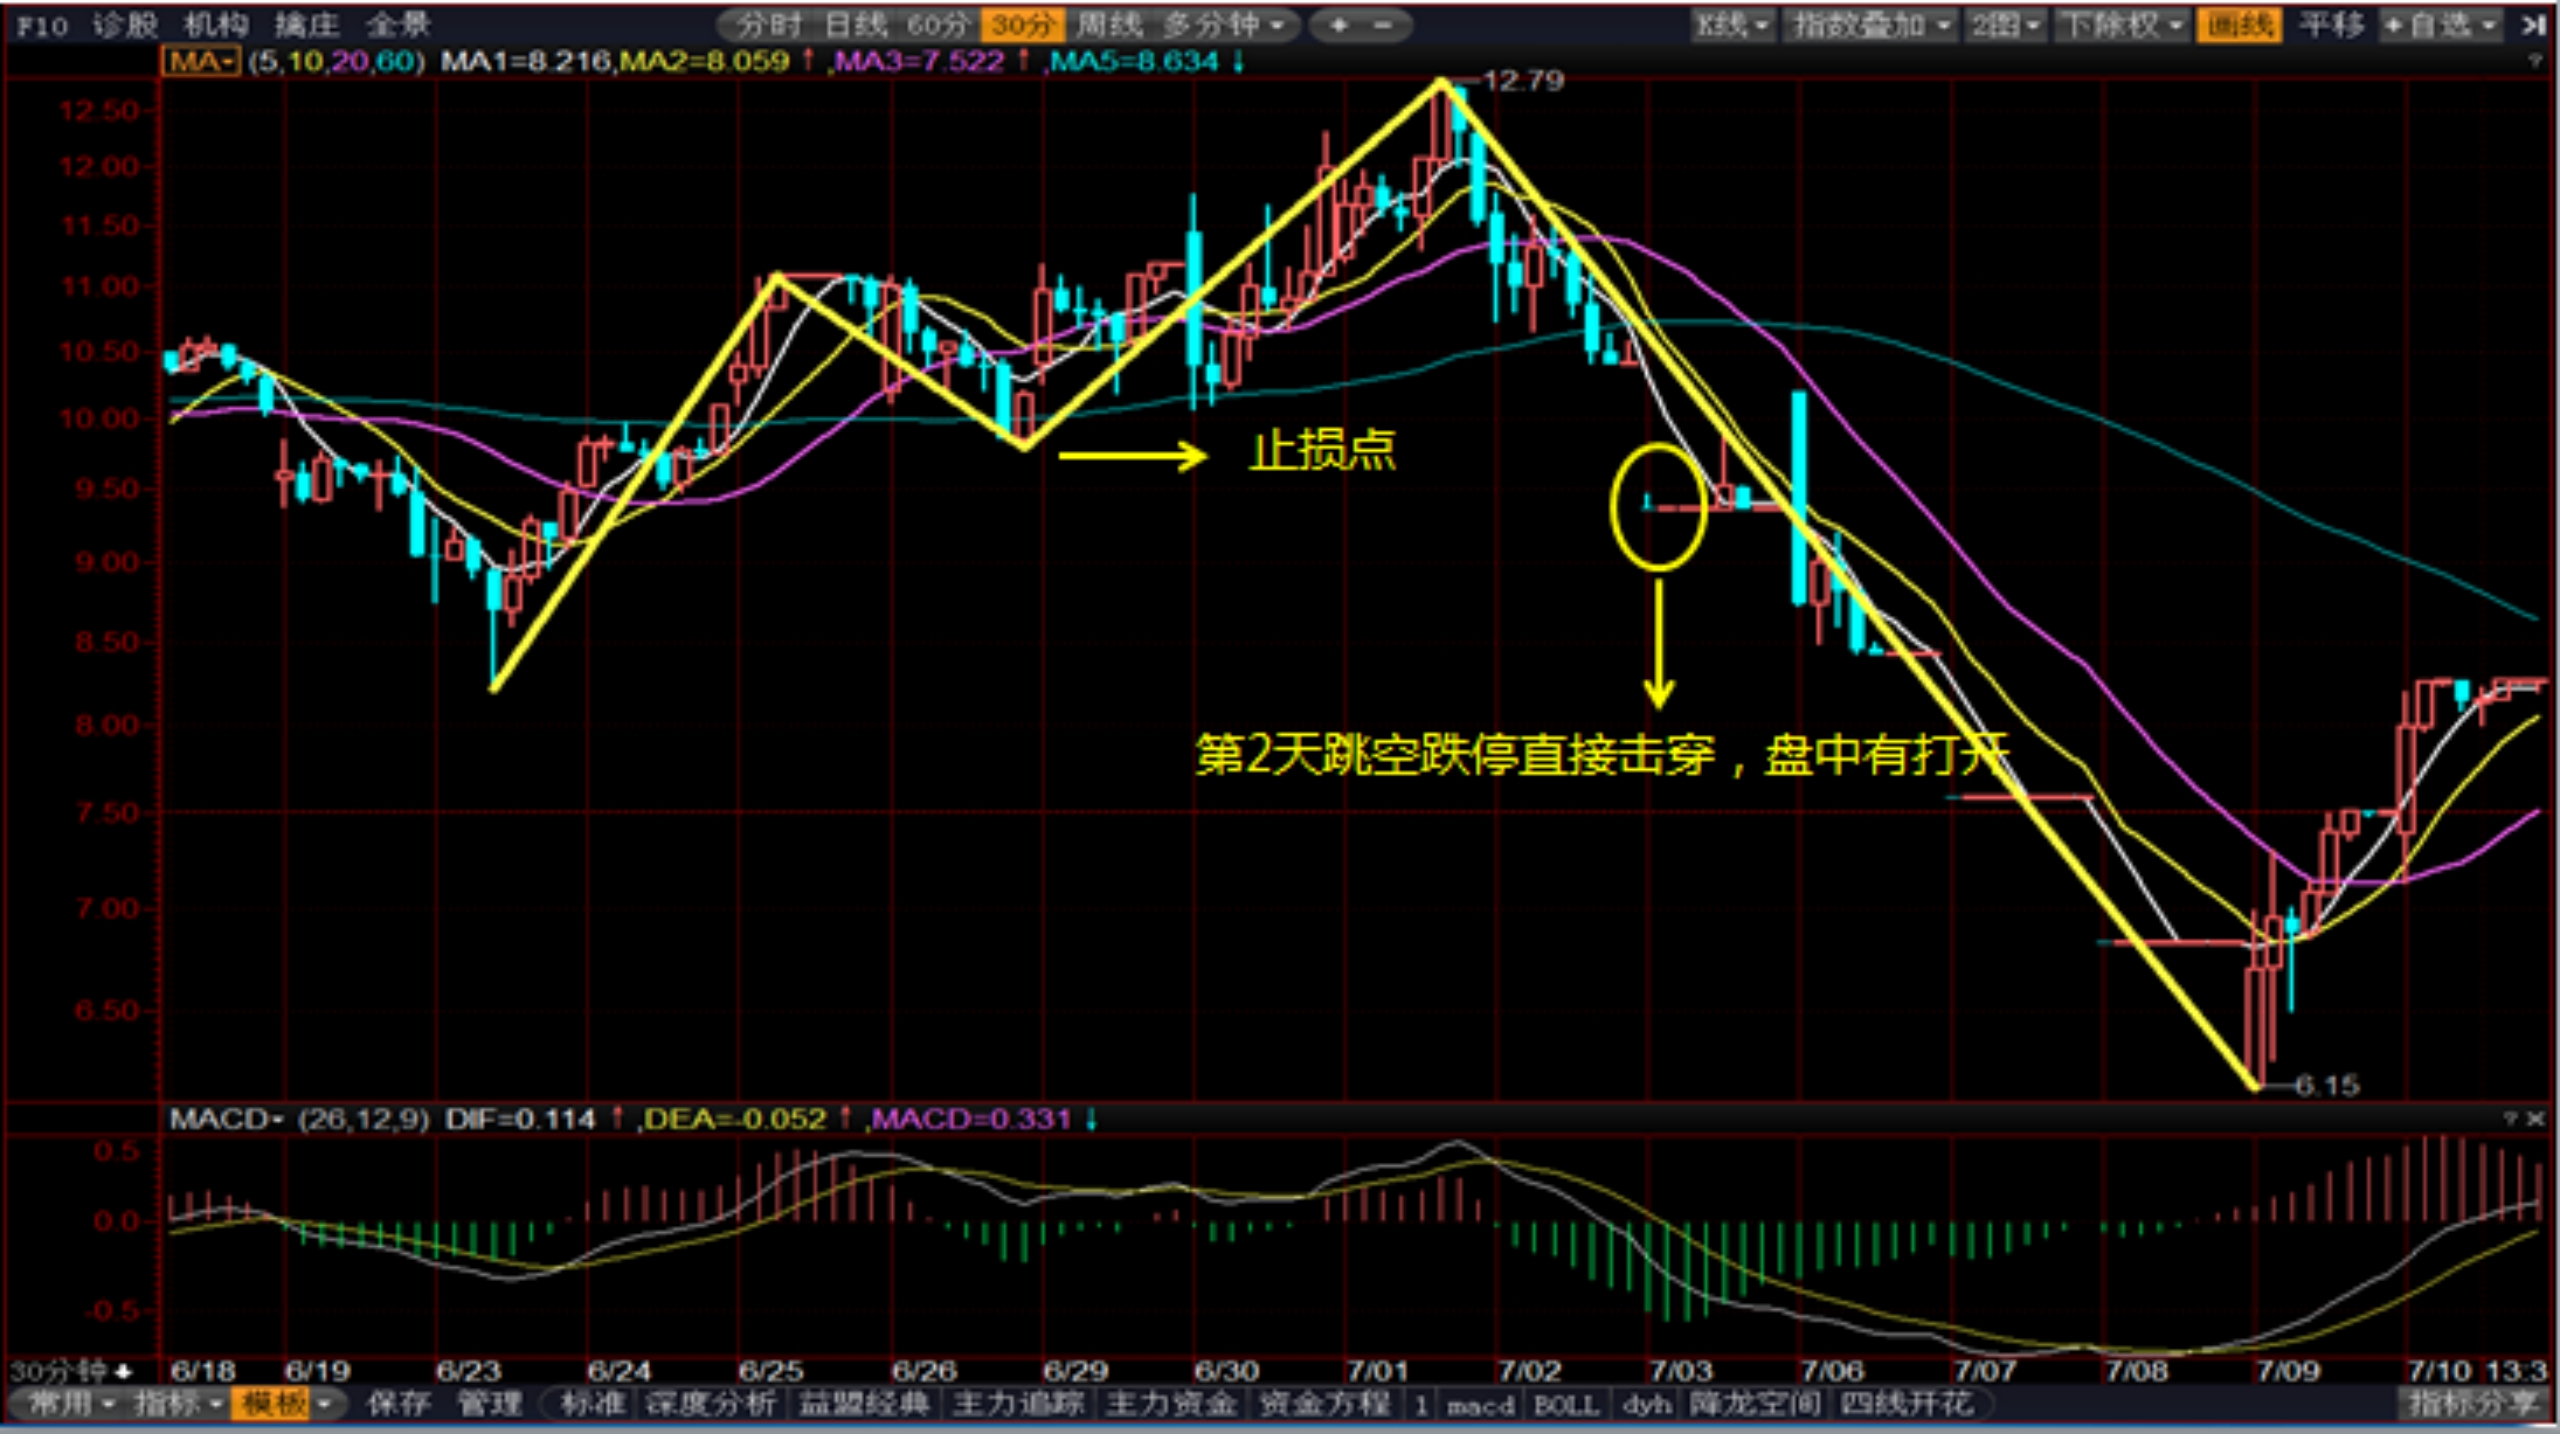 F10 诊股 机构 擒庄 全景 分时 日线 60分 30分 周线 多分钟 + - K线 指数叠加 2图 下除权 画线 平移 +自选
MA (5,10,20,60) MA1=8.216,MA2=8.059↑,MA3=7.522↑,MA5=8.634↓ ?
12.79
12.50
12.00
11.50
11.00
10.50
10.00
止损点
9.50
9.00
8.50
8.00
第2天跳空跌停直接击穿，盘中有打开
7.50
7.00
6.50
6.15
MACD (26,12,9) DIF=0.114↑,DEA=-0.052↑,MACD=0.331↓ ? ×
0.5
0.0
-0.5
30分钟 6/18 6/19 6/23 6/24 6/25 6/26 6/29 6/30 7/01 7/02 7/03 7/06 7/07 7/08 7/09 7/10 13:3
常用 指标 模板 保存 管理 标准 深度分析 益盟经典 主力追踪 主力资金 资金方程 1 macd BOLL dyh 降龙空间 四线开花 指标分享